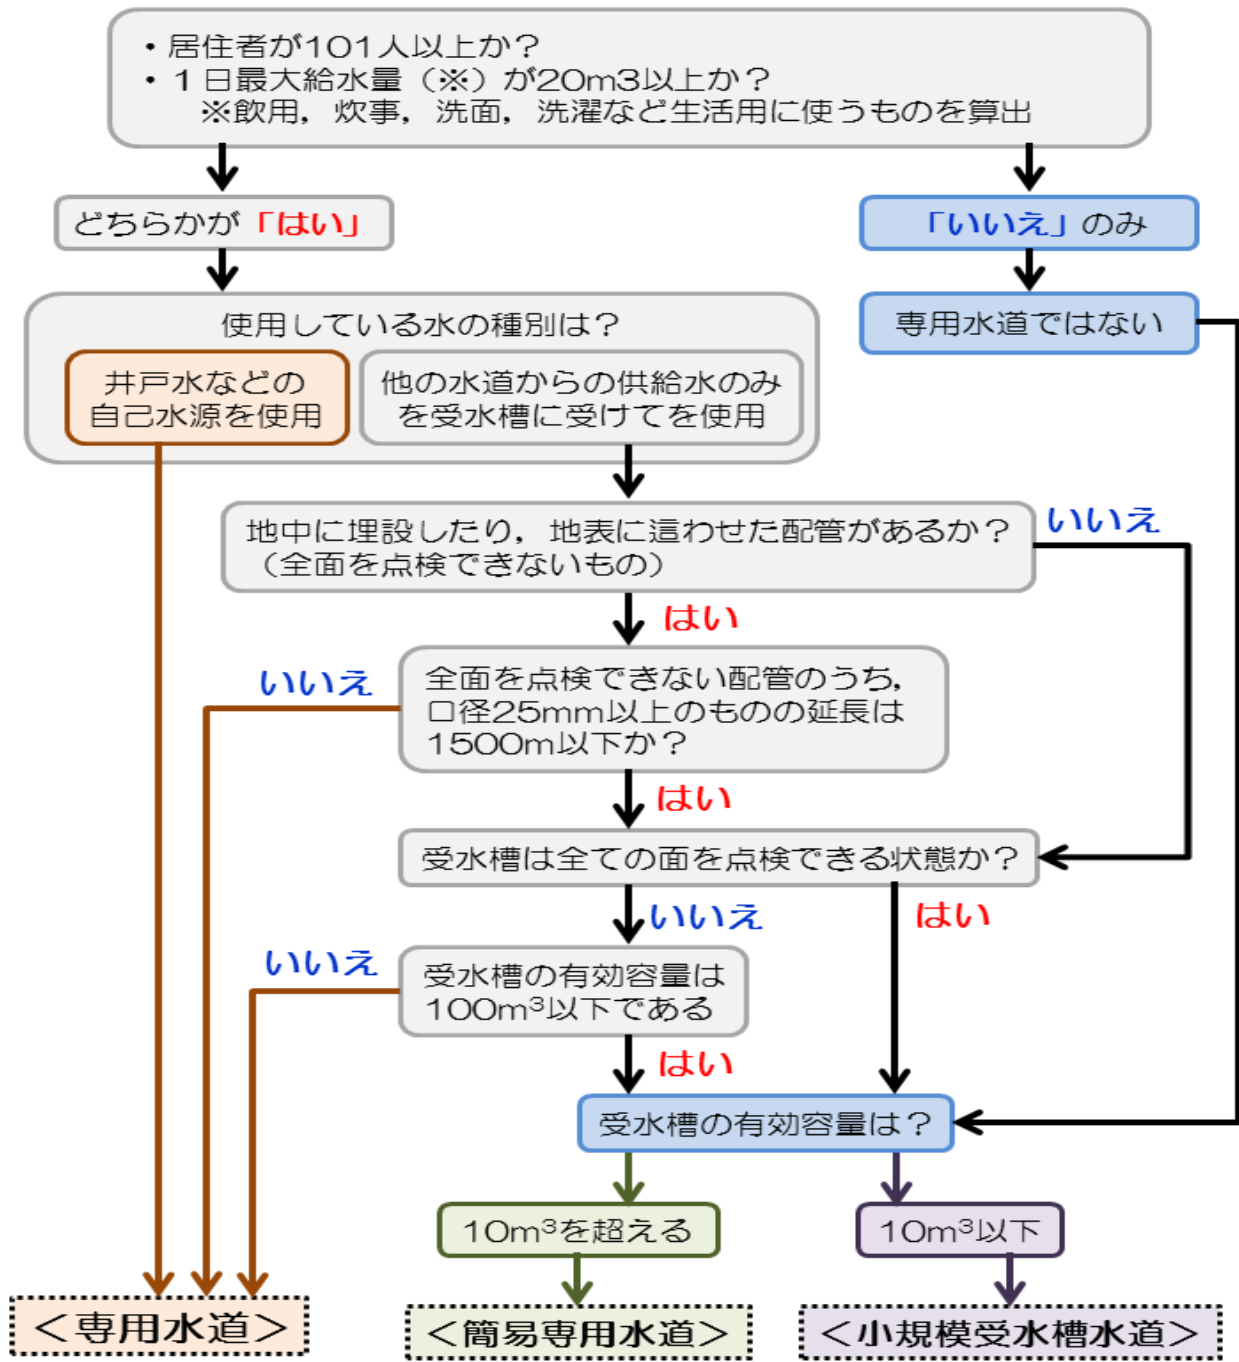 ・居住者が101人以上か？
・1日最大給水量（※）が20m3以上か？
※飲用，炊事，洗面，洗濯など生活用に使うものを算出
どちらかが「はい」
「いいえ」のみ
使用している水の種別は？
専用水道ではない
井戸水などの
自己水源を使用
他の水道からの供給水のみ
を受水槽に受けてを使用
地中に埋設したり，地表に這わせた配管があるか？
（全面を点検できないもの）
いいえ
はい
いいえ
全面を点検できない配管のうち，
口径25mm以上のものの延長は
1500m以下か？
はい
受水槽は全ての面を点検できる状態か？
いいえ
はい
いいえ
受水槽の有効容量は
100m³以下である
はい
受水槽の有効容量は？
10m³を超える
10m³以下
＜専用水道＞
＜簡易専用水道＞
＜小規模受水槽水道＞